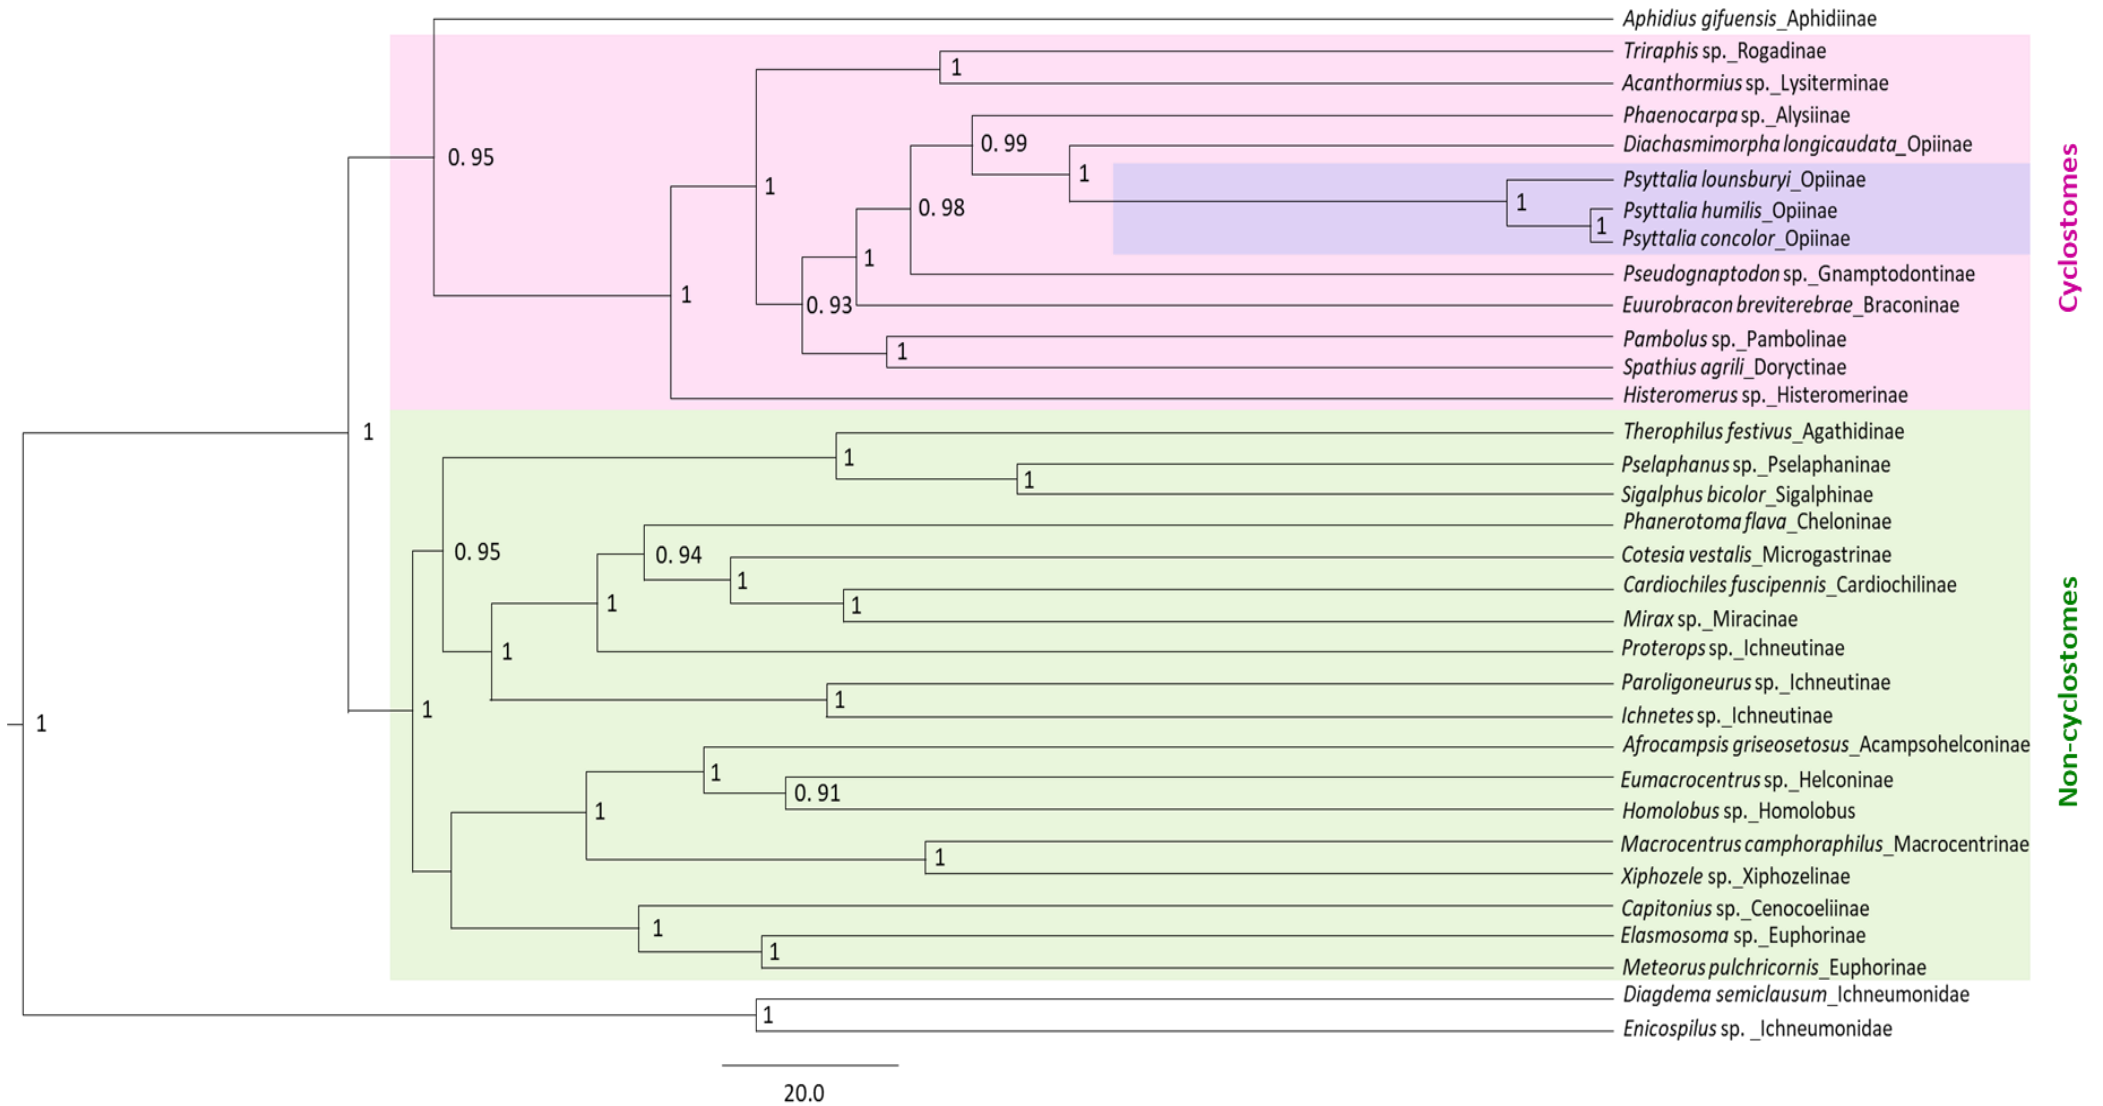 Aphidius gifuensis_Aphidiinae
Triraphis sp._Rogadinae
1
Acanthormius sp._Lysiterminae
Phaenocarpa sp._Alysiinae
0. 99
Diachasmimorpha longicaudata_Opiinae
0. 95
1
Psyttalia lounsburyi_Opiinae
1
1
0. 98
Psyttalia humilis_Opiinae
1
Psyttalia concolor_Opiinae
1
Pseudognaptodon sp._Gnamptodontinae
1
0. 93
Euurobracon breviterebrae_Braconinae
Pambolus sp._Pambolinae
1
Spathius agrili_Doryctinae
Histeromerus sp._Histeromerinae
Cyclostomes
1
Therophilus festivus_Agathidinae
1
Pselaphanus sp._Pselaphaninae
1
Sigalphus bicolor_Sigalphinae
Phanerotoma flava_Cheloninae
0. 95
0. 94
Cotesia vestalis_Microgastrinae
1
Cardiochiles fuscipennis_Cardiochilinae
1
1
Mirax sp._Miracinae
1
Proterops sp._Ichneutinae
Paroligoneurus sp._Ichneutinae
1
1
Ichnetes sp._Ichneutinae
1
Afrocampsis griseosetosus_Acampsohelconinae
1
Eumacrocentrus sp._Helconinae
0. 91
1
Homolobus sp._Homolobus
Macrocentrus camphoraphilus_Macrocentrinae
1
Xiphozele sp._Xiphozelinae
Capitonius sp._Cenocoeliinae
1
Elasmosoma sp._Euphorinae
1
Meteorus pulchricornis_Euphorinae
Non-cyclostomes
Diagdema semiclausum_Ichneumonidae
1
Enicospilus sp. _Ichneumonidae
20.0